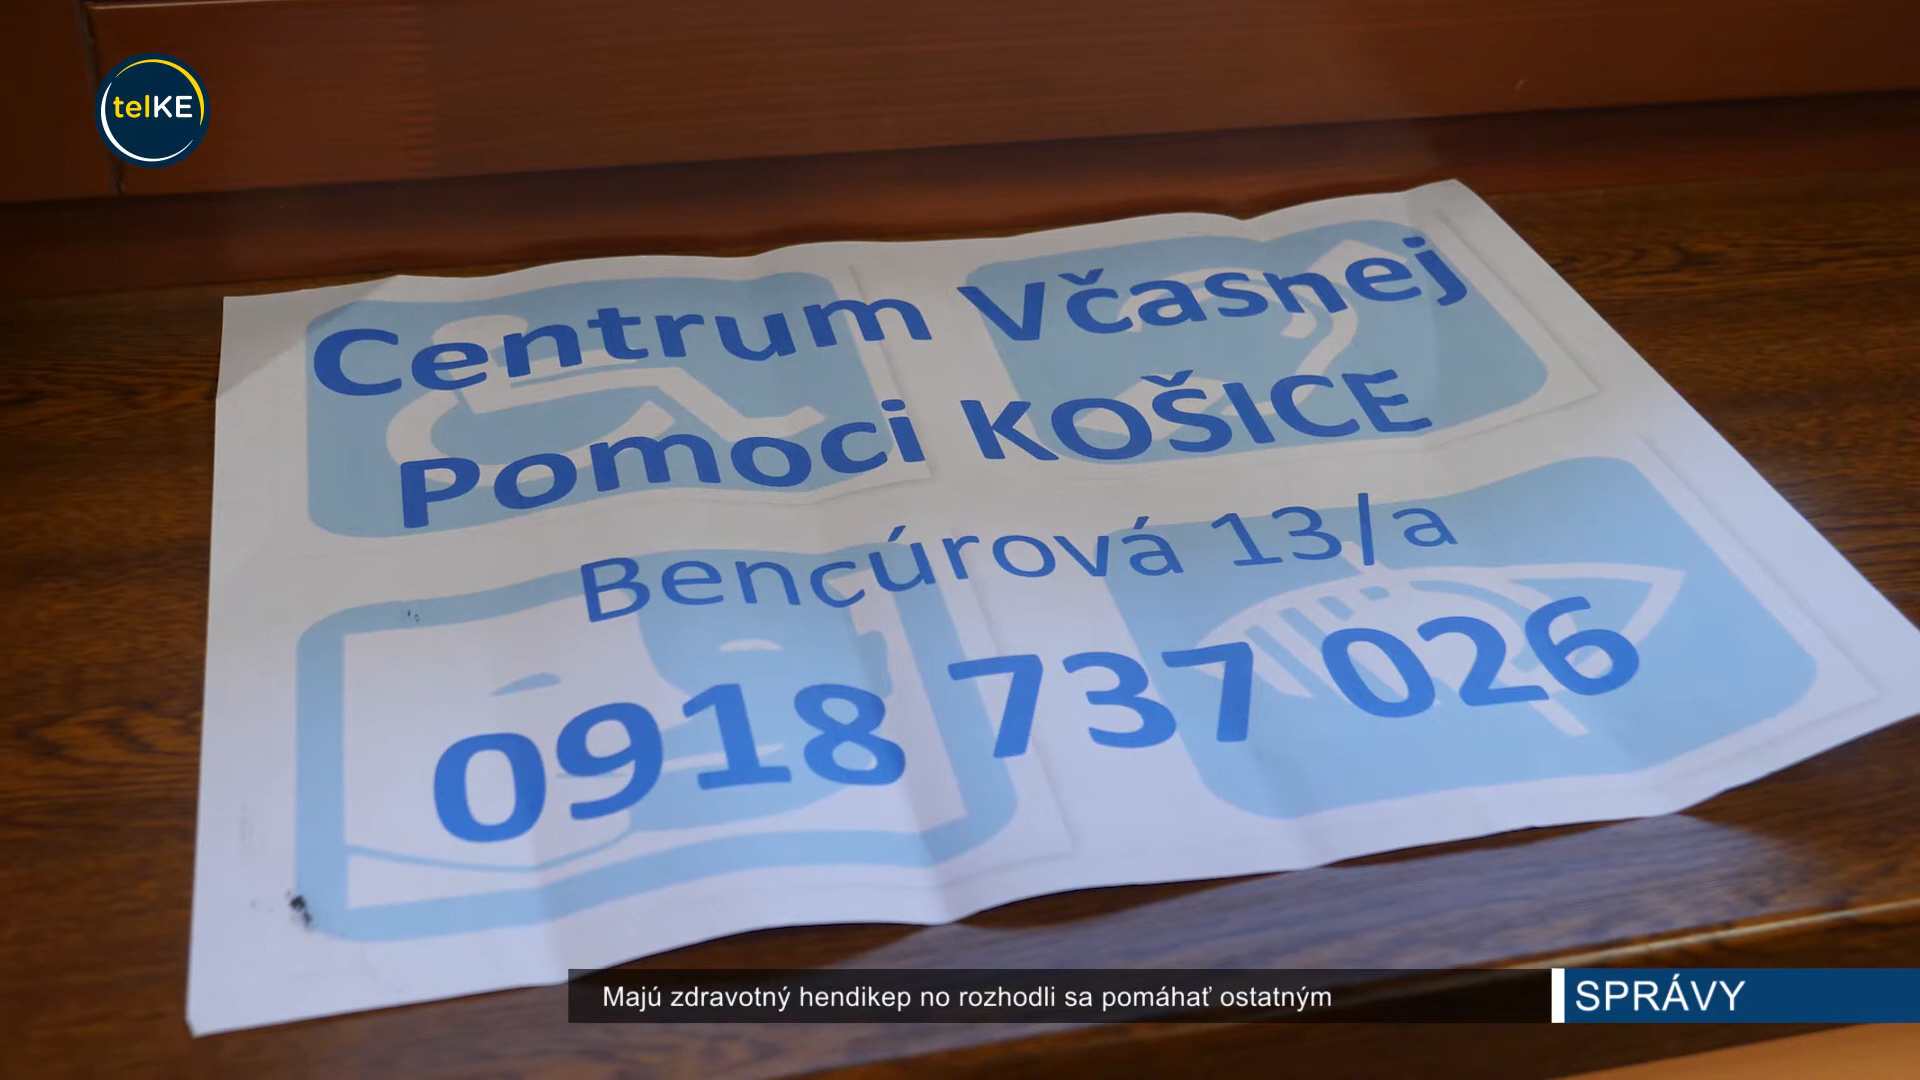 telKE
Centrum Včasnej
Pomoci KOŠICE
Bencúrová 13/a
0918 737 026
Majú zdravotný hendikep no rozhodli sa pomáhať ostatným
SPRÁVY